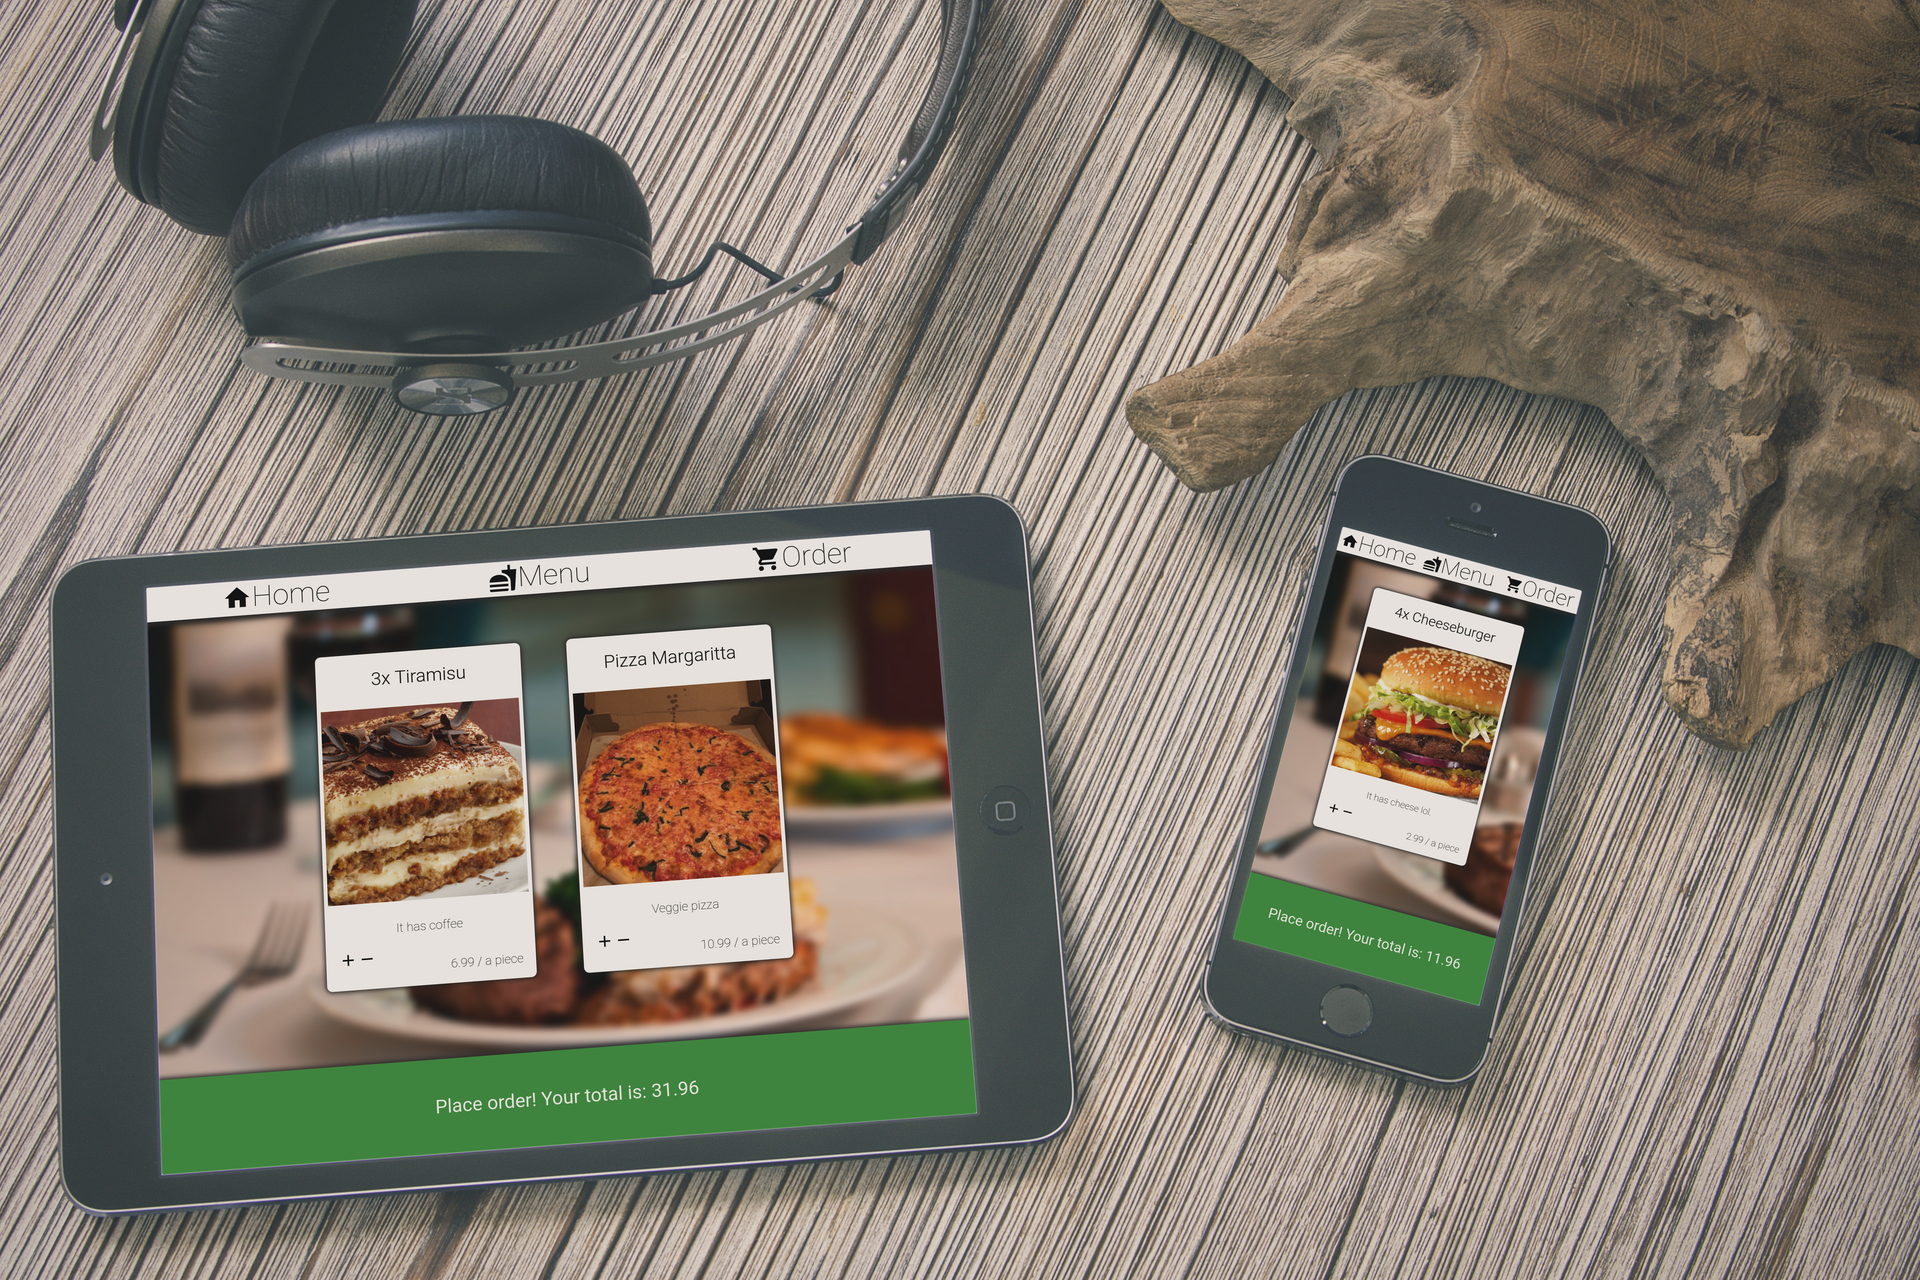 Home
Menu
Order
3x Tiramisu
It has coffee
+ −
6.99 / a piece
Pizza Margaritta
Veggie pizza
+ −
10.99 / a piece
Place order! Your total is: 31.96
Home
Menu
Order
4x Cheeseburger
It has cheese lol.
+ −
2.99 / a piece
Place order! Your total is: 11.96